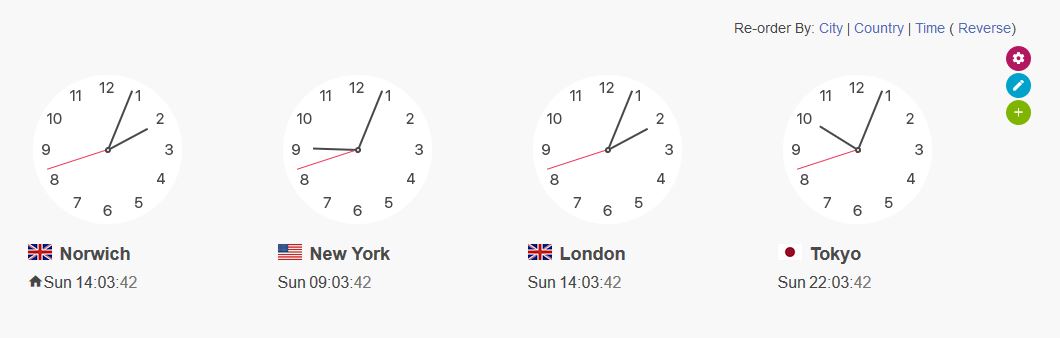 Re-order By: City | Country | Time ( Reverse)
12 1 2 3 4 5 6 7 8 9 10 11
12 1 2 3 4 5 6 7 8 9 10 11
12 1 2 3 4 5 6 7 8 9 10 11
12 1 2 3 4 5 6 7 8 9 10 11
Norwich
Sun 14:03:42
New York
Sun 09:03:42
London
Sun 14:03:42
Tokyo
Sun 22:03:42